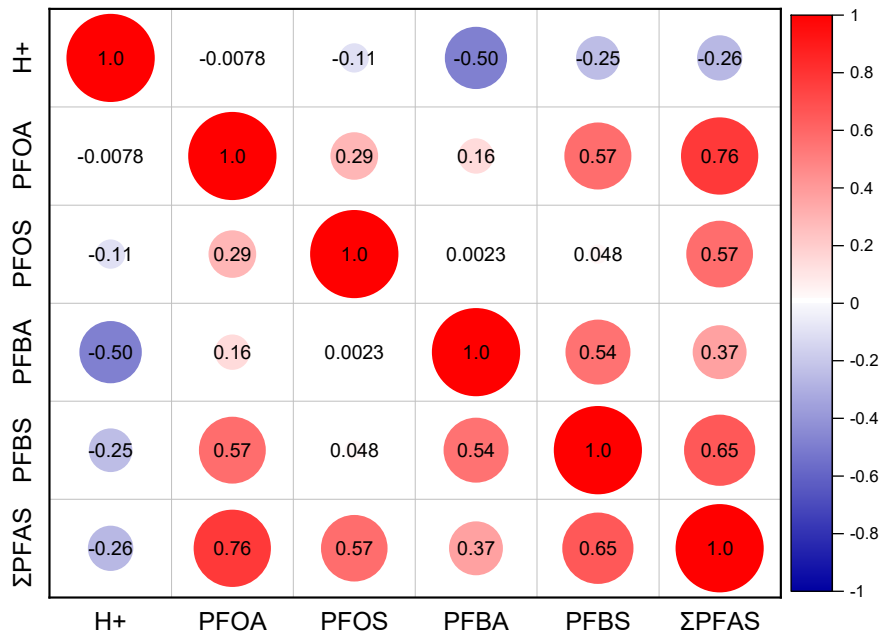 H+ 1.0 -0.0078 -0.11 -0.50 -0.25 -0.26
PFOA -0.0078 1.0 0.29 0.16 0.57 0.76
PFOS -0.11 0.29 1.0 0.0023 0.048 0.57
PFBA -0.50 0.16 0.0023 1.0 0.54 0.37
PFBS -0.25 0.57 0.048 0.54 1.0 0.65
ΣPFAS -0.26 0.76 0.57 0.37 0.65 1.0
H+ PFOA PFOS PFBA PFBS ΣPFAS
1
0.8
0.6
0.4
0.2
0
-0.2
-0.4
-0.6
-0.8
-1